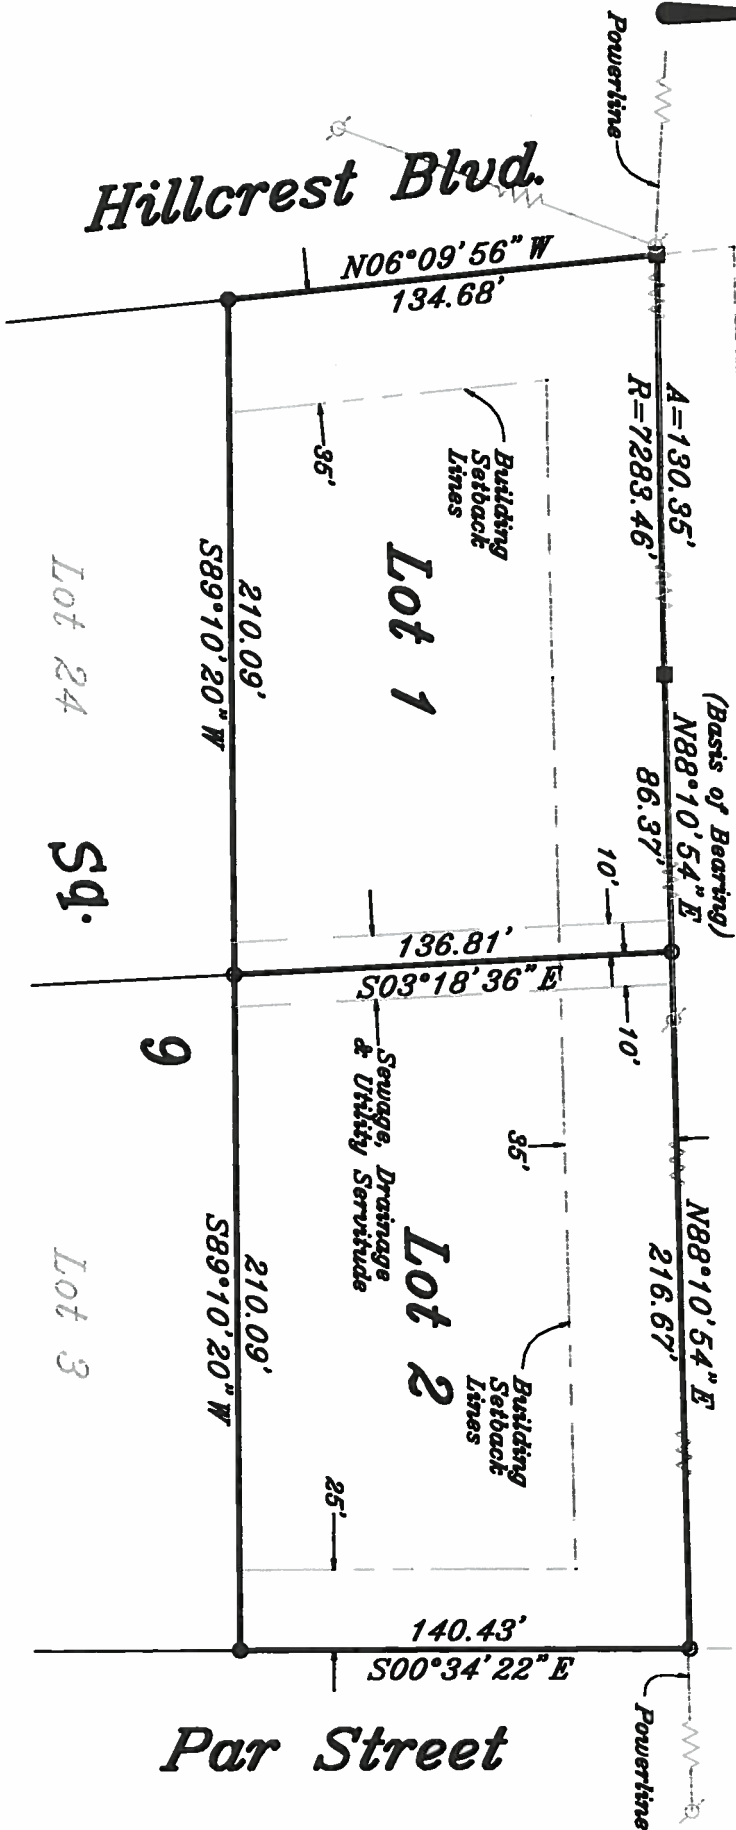 Powerline
Hillcrest Blvd.
N06°09'56"W
134.68'
A=130.35'
R=7283.46'
Building
Setback
Lines
35'
Lot 1
210.09'
S89°10'20"W
Lot 24
(Basis of Bearing)
N88°10'54"E
86.37'
10'
136.81'
S03°18'36"E
10'
Sq.
9
Sewage, Drainage
& Utility Servitude
35'
Lot 2
N88°10'54"E
216.67'
Building
Setback
Lines
210.09'
S89°10'20"W
Lot 3
25'
140.43'
S00°34'22"E
Par Street
Powerline